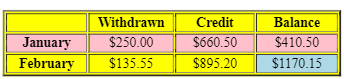 Withdrawn Credit Balance
January $250.00 $660.50 $410.50
February $135.55 $895.20 $1170.15